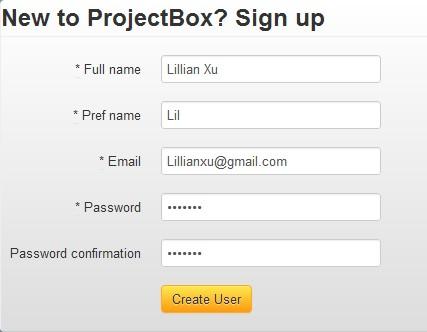 New to ProjectBox? Sign up
* Full name Lillian Xu
* Pref name Lil
* Email Lillianxu@gmail.com
* Password •••••••
Password confirmation •••••••
Create User